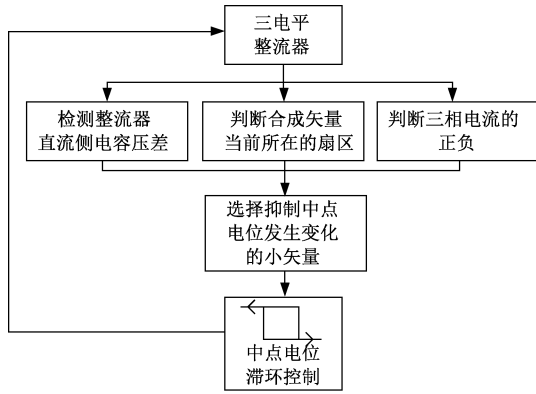 三电平
整流器
检测整流器
直流侧电容压差
判断合成矢量
当前所在的扇区
判断三相电流的
正负
选择抑制中点
电位发生变化
的小矢量
中点电位
滞环控制